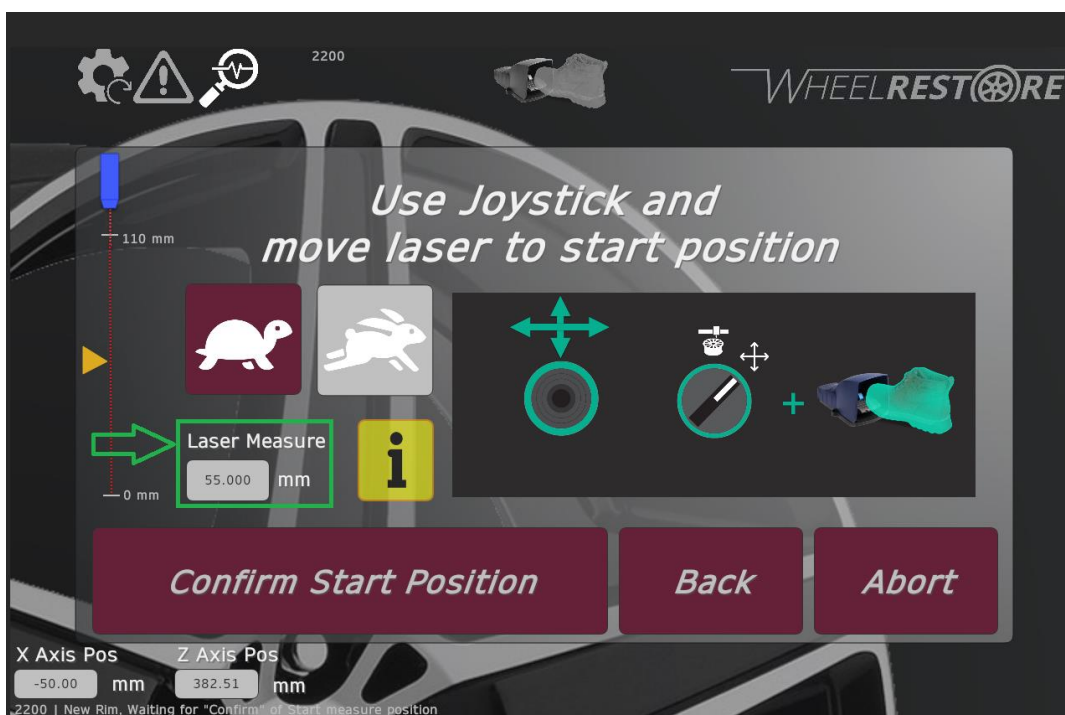 2200
WHEELRESTORE
Use Joystick and
move laser to start position
110 mm
Laser Measure
55.000 mm
0 mm
i
Confirm Start Position
Back
Abort
X Axis Pos
Z Axis Pos
-50.00 mm
382.51 mm
2200 | New Rim, Waiting for "Confirm" of Start measure position